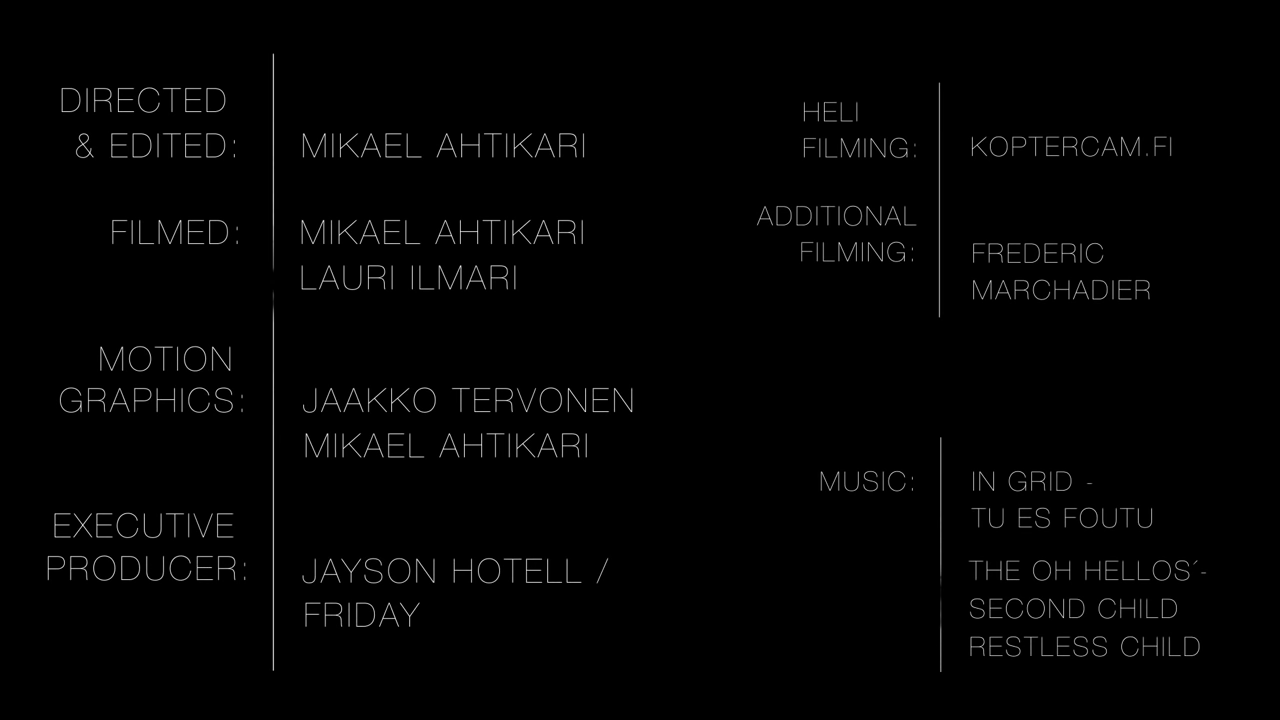 DIRECTED
& EDITED:
MIKAEL AHTIKARI
FILMED:
MIKAEL AHTIKARI
LAURI ILMARI
MOTION
GRAPHICS:
JAAKKO TERVONEN
MIKAEL AHTIKARI
EXECUTIVE
PRODUCER:
JAYSON HOTELL /
FRIDAY
HELI
FILMING:
KOPTERCAM.FI
ADDITIONAL
FILMING:
FREDERIC
MARCHADIER
MUSIC:
IN GRID -
TU ES FOUTU
THE OH HELLOS´-
SECOND CHILD
RESTLESS CHILD